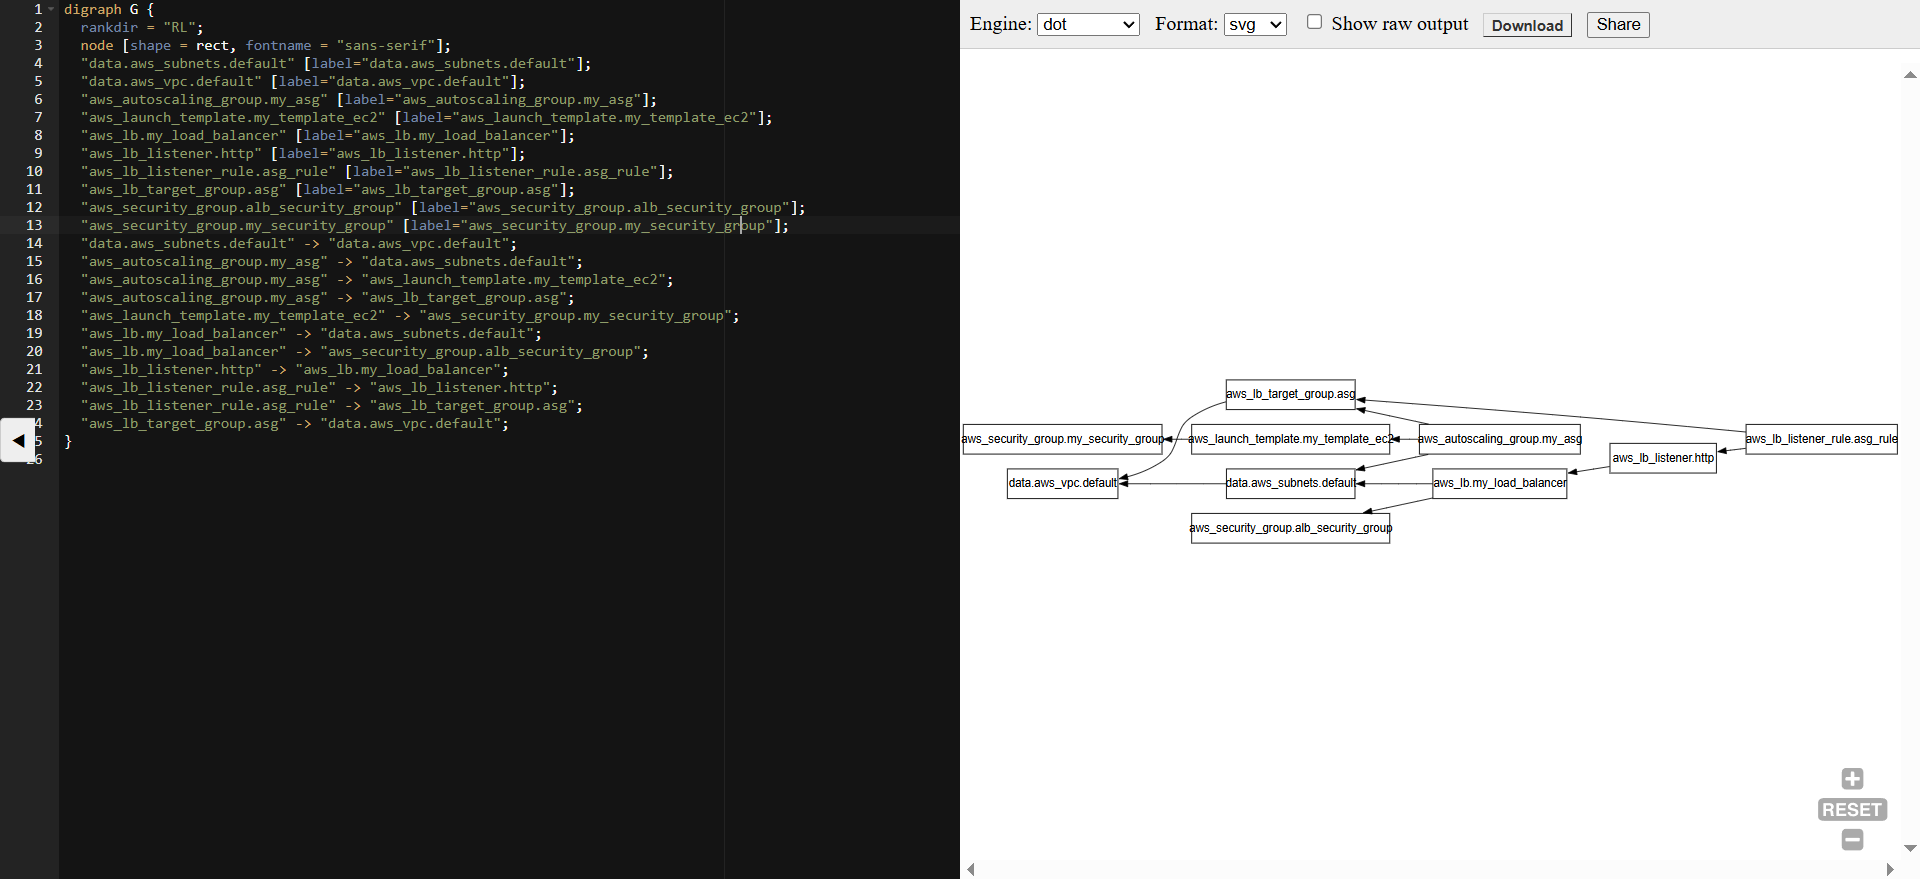 1 digraph G {
2 rankdir = "RL";
3 node [shape = rect, fontname = "sans-serif"];
4 "data.aws_subnets.default" [label="data.aws_subnets.default"];
5 "data.aws_vpc.default" [label="data.aws_vpc.default"];
6 "aws_autoscaling_group.my_asg" [label="aws_autoscaling_group.my_asg"];
7 "aws_launch_template.my_template_ec2" [label="aws_launch_template.my_template_ec2"];
8 "aws_lb.my_load_balancer" [label="aws_lb.my_load_balancer"];
9 "aws_lb_listener.http" [label="aws_lb_listener.http"];
10 "aws_lb_listener_rule.asg_rule" [label="aws_lb_listener_rule.asg_rule"];
11 "aws_lb_target_group.asg" [label="aws_lb_target_group.asg"];
12 "aws_security_group.alb_security_group" [label="aws_security_group.alb_security_group"];
13 "aws_security_group.my_security_group" [label="aws_security_group.my_security_group"];
14 "data.aws_subnets.default" -> "data.aws_vpc.default";
15 "aws_autoscaling_group.my_asg" -> "data.aws_subnets.default";
16 "aws_autoscaling_group.my_asg" -> "aws_launch_template.my_template_ec2";
17 "aws_autoscaling_group.my_asg" -> "aws_lb_target_group.asg";
18 "aws_launch_template.my_template_ec2" -> "aws_security_group.my_security_group";
19 "aws_lb.my_load_balancer" -> "data.aws_subnets.default";
20 "aws_lb.my_load_balancer" -> "aws_security_group.alb_security_group";
21 "aws_lb_listener.http" -> "aws_lb.my_load_balancer";
22 "aws_lb_listener_rule.asg_rule" -> "aws_lb_listener.http";
23 "aws_lb_listener_rule.asg_rule" -> "aws_lb_target_group.asg";
4 "aws_lb_target_group.asg" -> "data.aws_vpc.default";
5 }
26
Engine: dot Format: svg Show raw output Download Share
aws_lb_target_group.asg
aws_security_group.my_security_group aws_launch_template.my_template_ec2 aws_autoscaling_group.my_asg aws_lb_listener_rule.asg_rule
aws_lb_listener.http
data.aws_vpc.default data.aws_subnets.default aws_lb.my_load_balancer
aws_security_group.alb_security_group
RESET